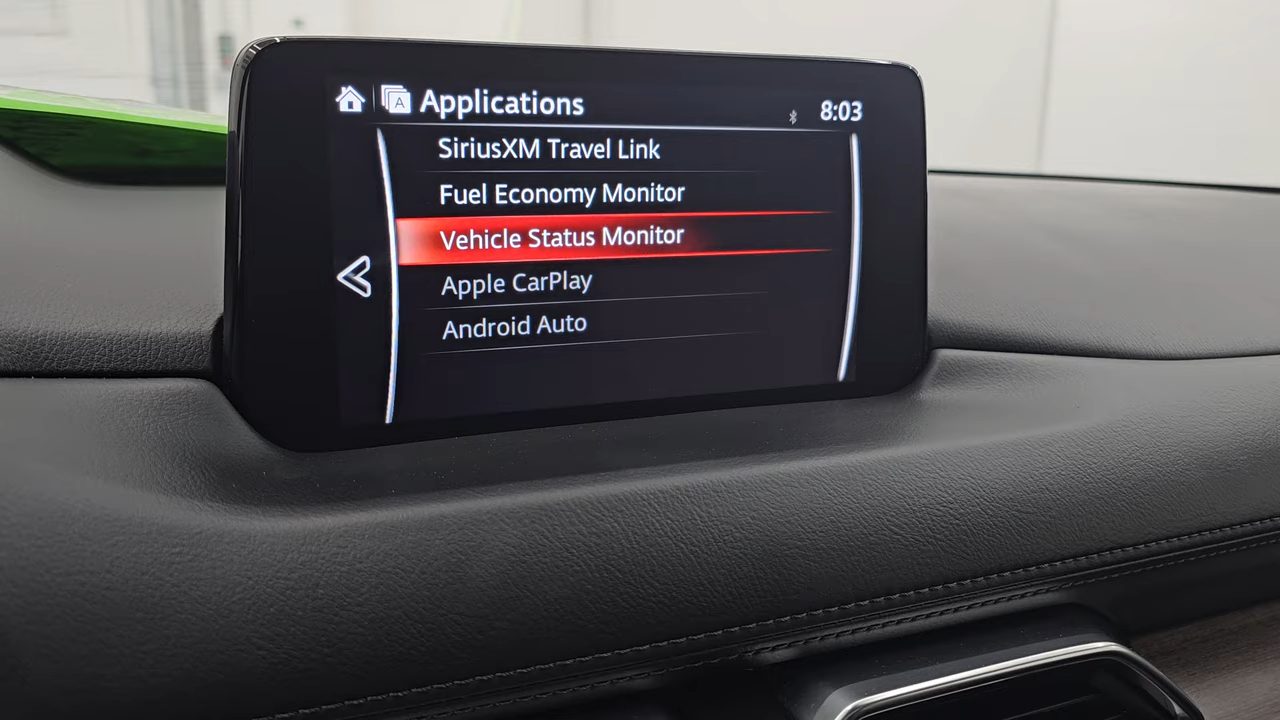 A Applications 8:03
SiriusXM Travel Link
Fuel Economy Monitor
Vehicle Status Monitor
Apple CarPlay
Android Auto